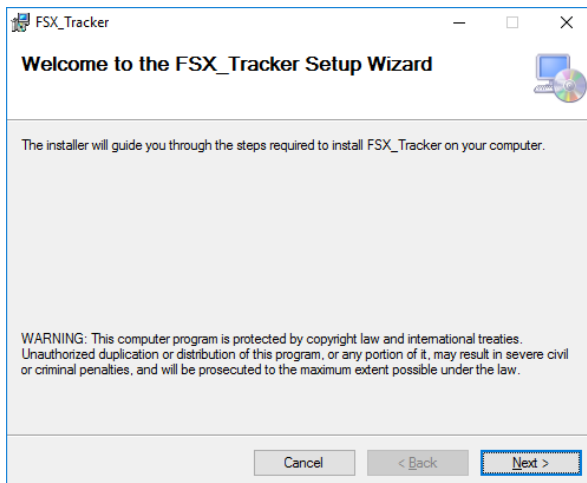 FSX_Tracker
Welcome to the FSX_Tracker Setup Wizard
The installer will guide you through the steps required to install FSX_Tracker on your computer.
WARNING: This computer program is protected by copyright law and international treaties.
Unauthorized duplication or distribution of this program, or any portion of it, may result in severe civil
or criminal penalties, and will be prosecuted to the maximum extent possible under the law.
Cancel
< Back
Next >